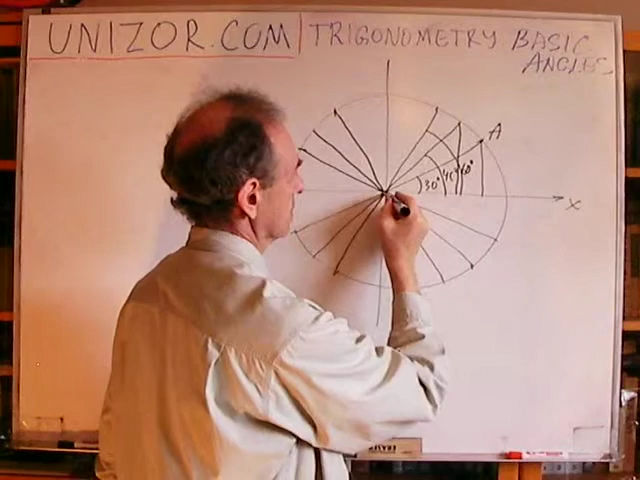 UNIZOR.COM | TRIGONOMETRY BASIC
ANGLES
A
30° 45° 60°
X